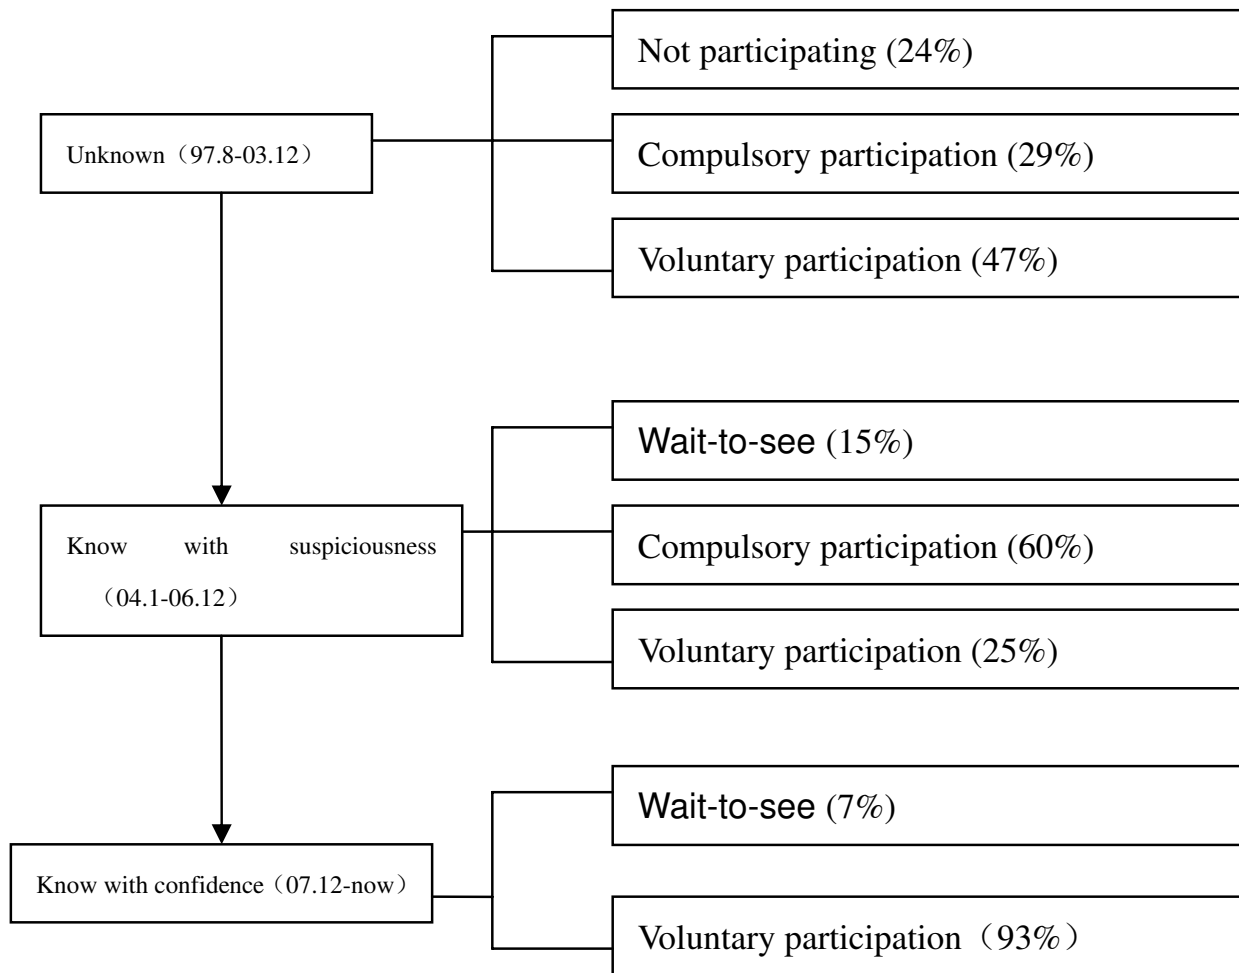 Not participating (24%)
Unknown（97.8-03.12）
Compulsory participation (29%)
Voluntary participation (47%)
Wait-to-see (15%)
Know with suspiciousness
（04.1-06.12）
Compulsory participation (60%)
Voluntary participation (25%)
Wait-to-see (7%)
Know with confidence（07.12-now）
Voluntary participation（93%）